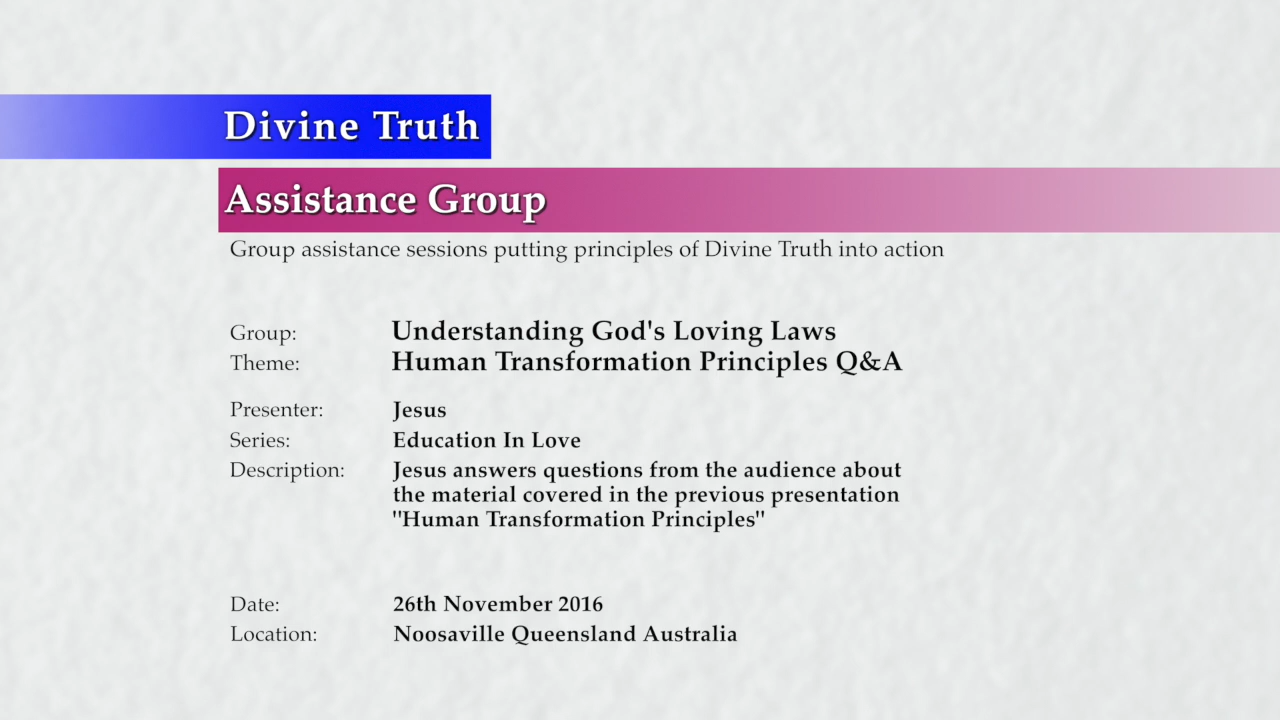 Divine Truth
Assistance Group
Group assistance sessions putting principles of Divine Truth into action
Group: Understanding God's Loving Laws
Theme: Human Transformation Principles Q&A
Presenter: Jesus
Series: Education In Love
Description: Jesus answers questions from the audience about
the material covered in the previous presentation
"Human Transformation Principles"
Date: 26th November 2016
Location: Noosaville Queensland Australia